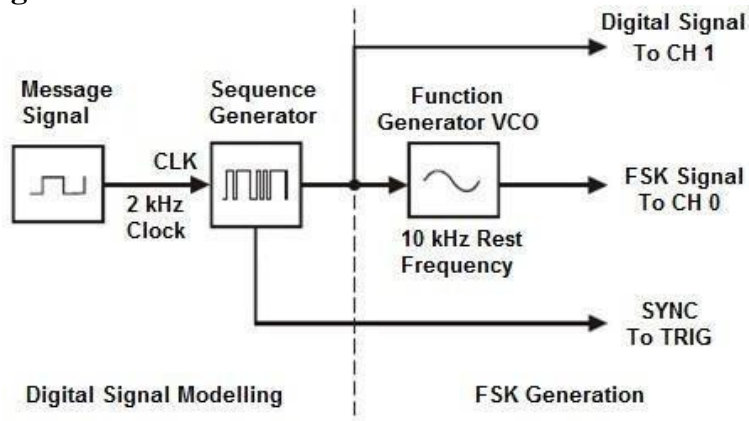 g
Digital Signal
To CH 1
Message
Signal
Sequence
Generator
Function
Generator VCO
CLK
2 kHz
Clock
FSK Signal
To CH 0
10 kHz Rest
Frequency
SYNC
To TRIG
Digital Signal Modelling
FSK Generation